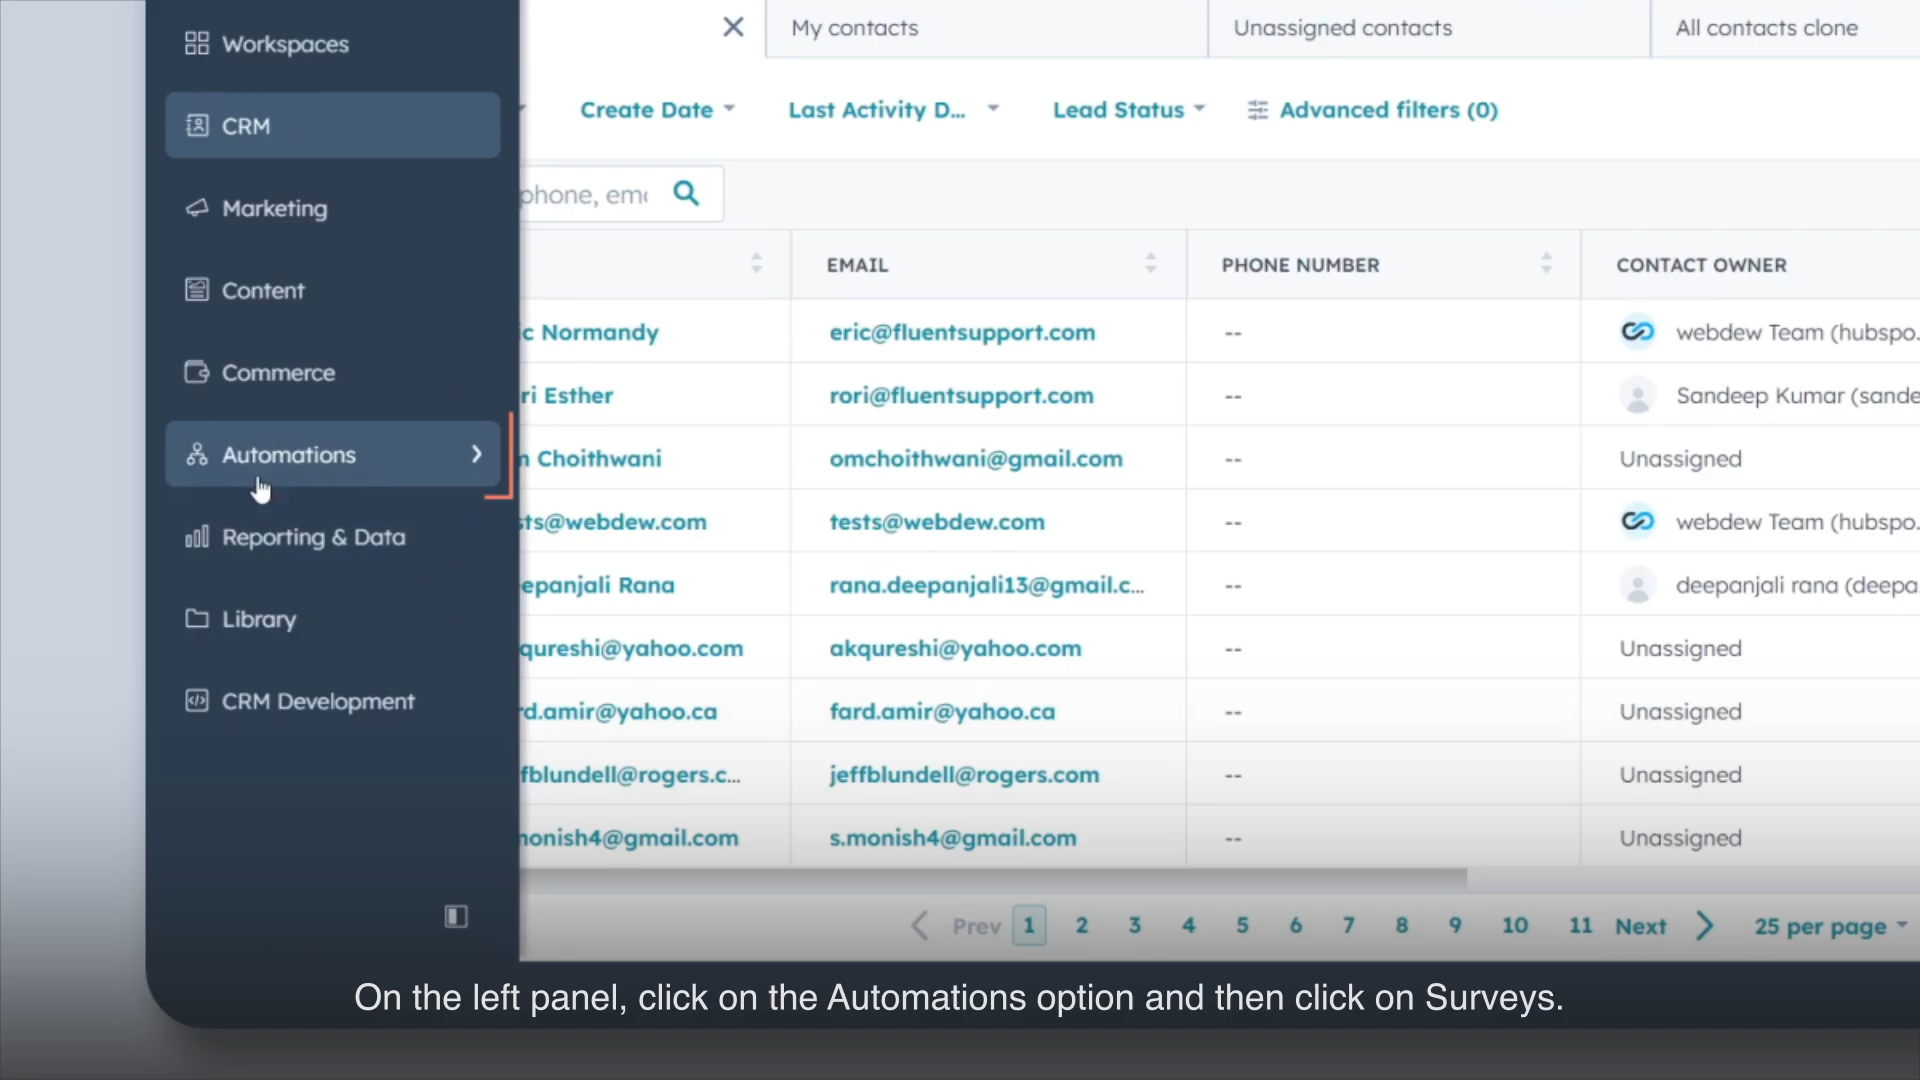 Workspaces
CRM
Marketing
Content
Commerce
Automations
Reporting & Data
Library
CRM Development
My contacts
Unassigned contacts
All contacts clone
Create Date
Last Activity D...
Lead Status
Advanced filters (0)
phone, em
EMAIL
PHONE NUMBER
CONTACT OWNER
ic Normandy
eric@fluentsupport.com
--
webdew Team (hubspo.
ri Esther
rori@fluentsupport.com
--
Sandeep Kumar (sande
Choithwani
omchoithwani@gmail.com
--
Unassigned
sts@webdew.com
tests@webdew.com
--
webdew Team (hubspo.
epanjali Rana
rana.deepanjali13@gmail.c...
--
deepanjali rana (deepa
qureshi@yahoo.com
akqureshi@yahoo.com
--
Unassigned
rd.amir@yahoo.ca
fard.amir@yahoo.ca
--
Unassigned
fblundell@rogers.c...
jeffblundell@rogers.com
--
Unassigned
monish4@gmail.com
s.monish4@gmail.com
--
Unassigned
Prev 1 2 3 4 5 6 7 8 9 10 11 Next
25 per page
On the left panel, click on the Automations option and then click on Surveys.